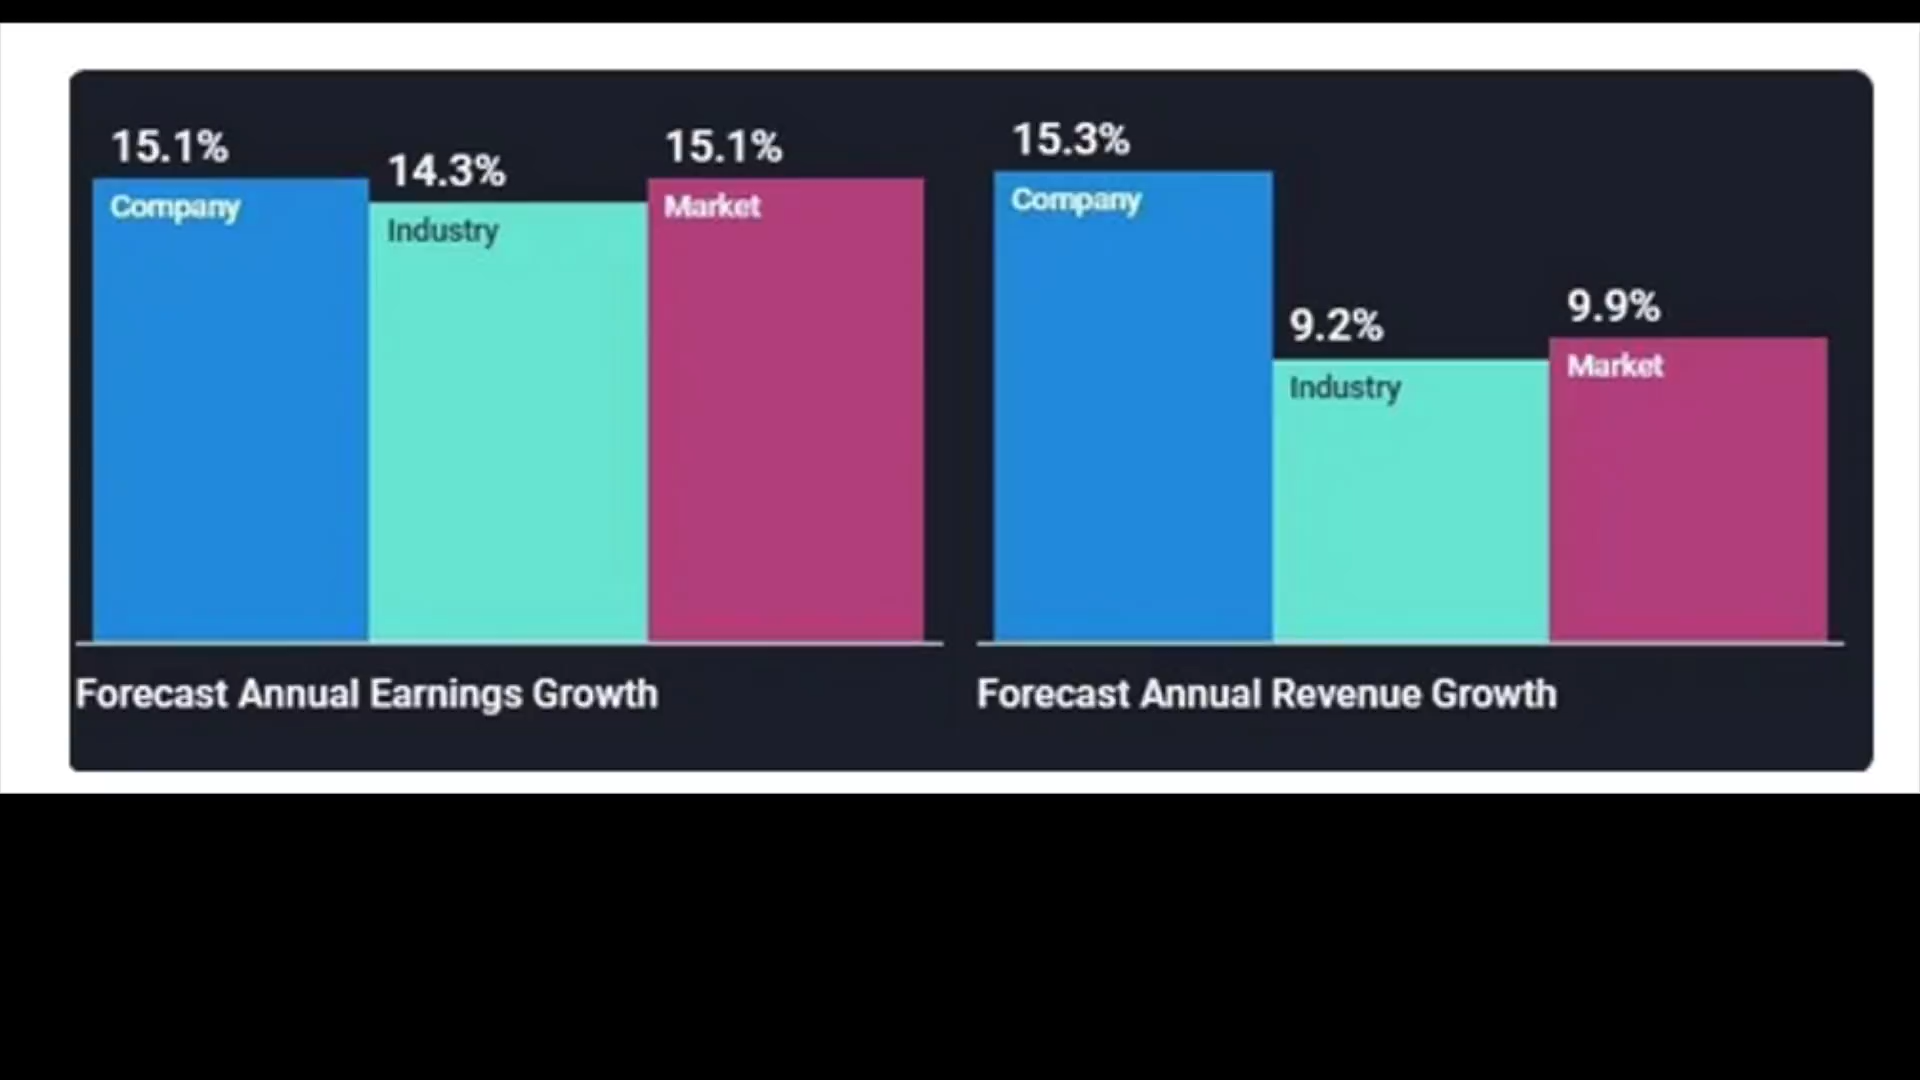 15.1%
Company
14.3%
Industry
15.1%
Market
Forecast Annual Earnings Growth
15.3%
Company
9.2%
Industry
9.9%
Market
Forecast Annual Revenue Growth